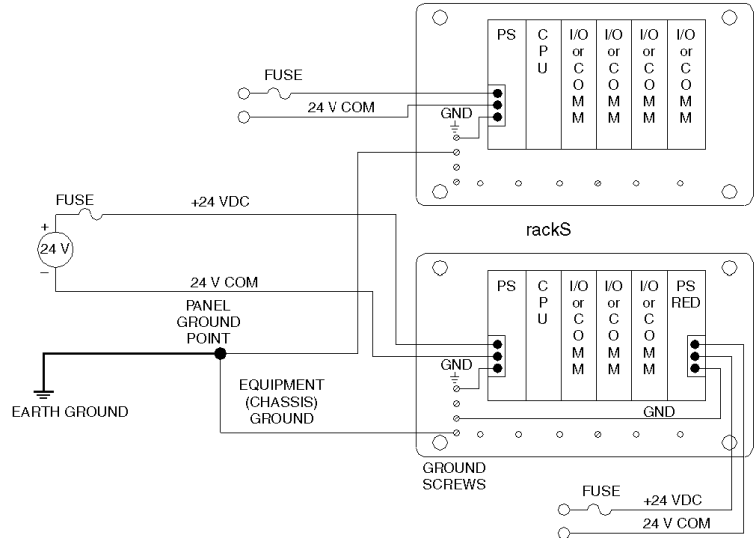 PS
C
P
U
I/O
or
C
O
M
M
I/O
or
C
O
M
M
I/O
or
C
O
M
M
I/O
or
C
O
M
M
FUSE
24 V COM
GND
FUSE
+24 VDC
+
24 V
–
24 V COM
rackS
PS
C
P
U
I/O
or
C
O
M
M
I/O
or
C
O
M
M
I/O
or
C
O
M
M
PS
RED
PANEL
GROUND
POINT
GND
EARTH GROUND
EQUIPMENT
(CHASSIS)
GROUND
GND
GROUND
SCREWS
FUSE
+24 VDC
24 V COM